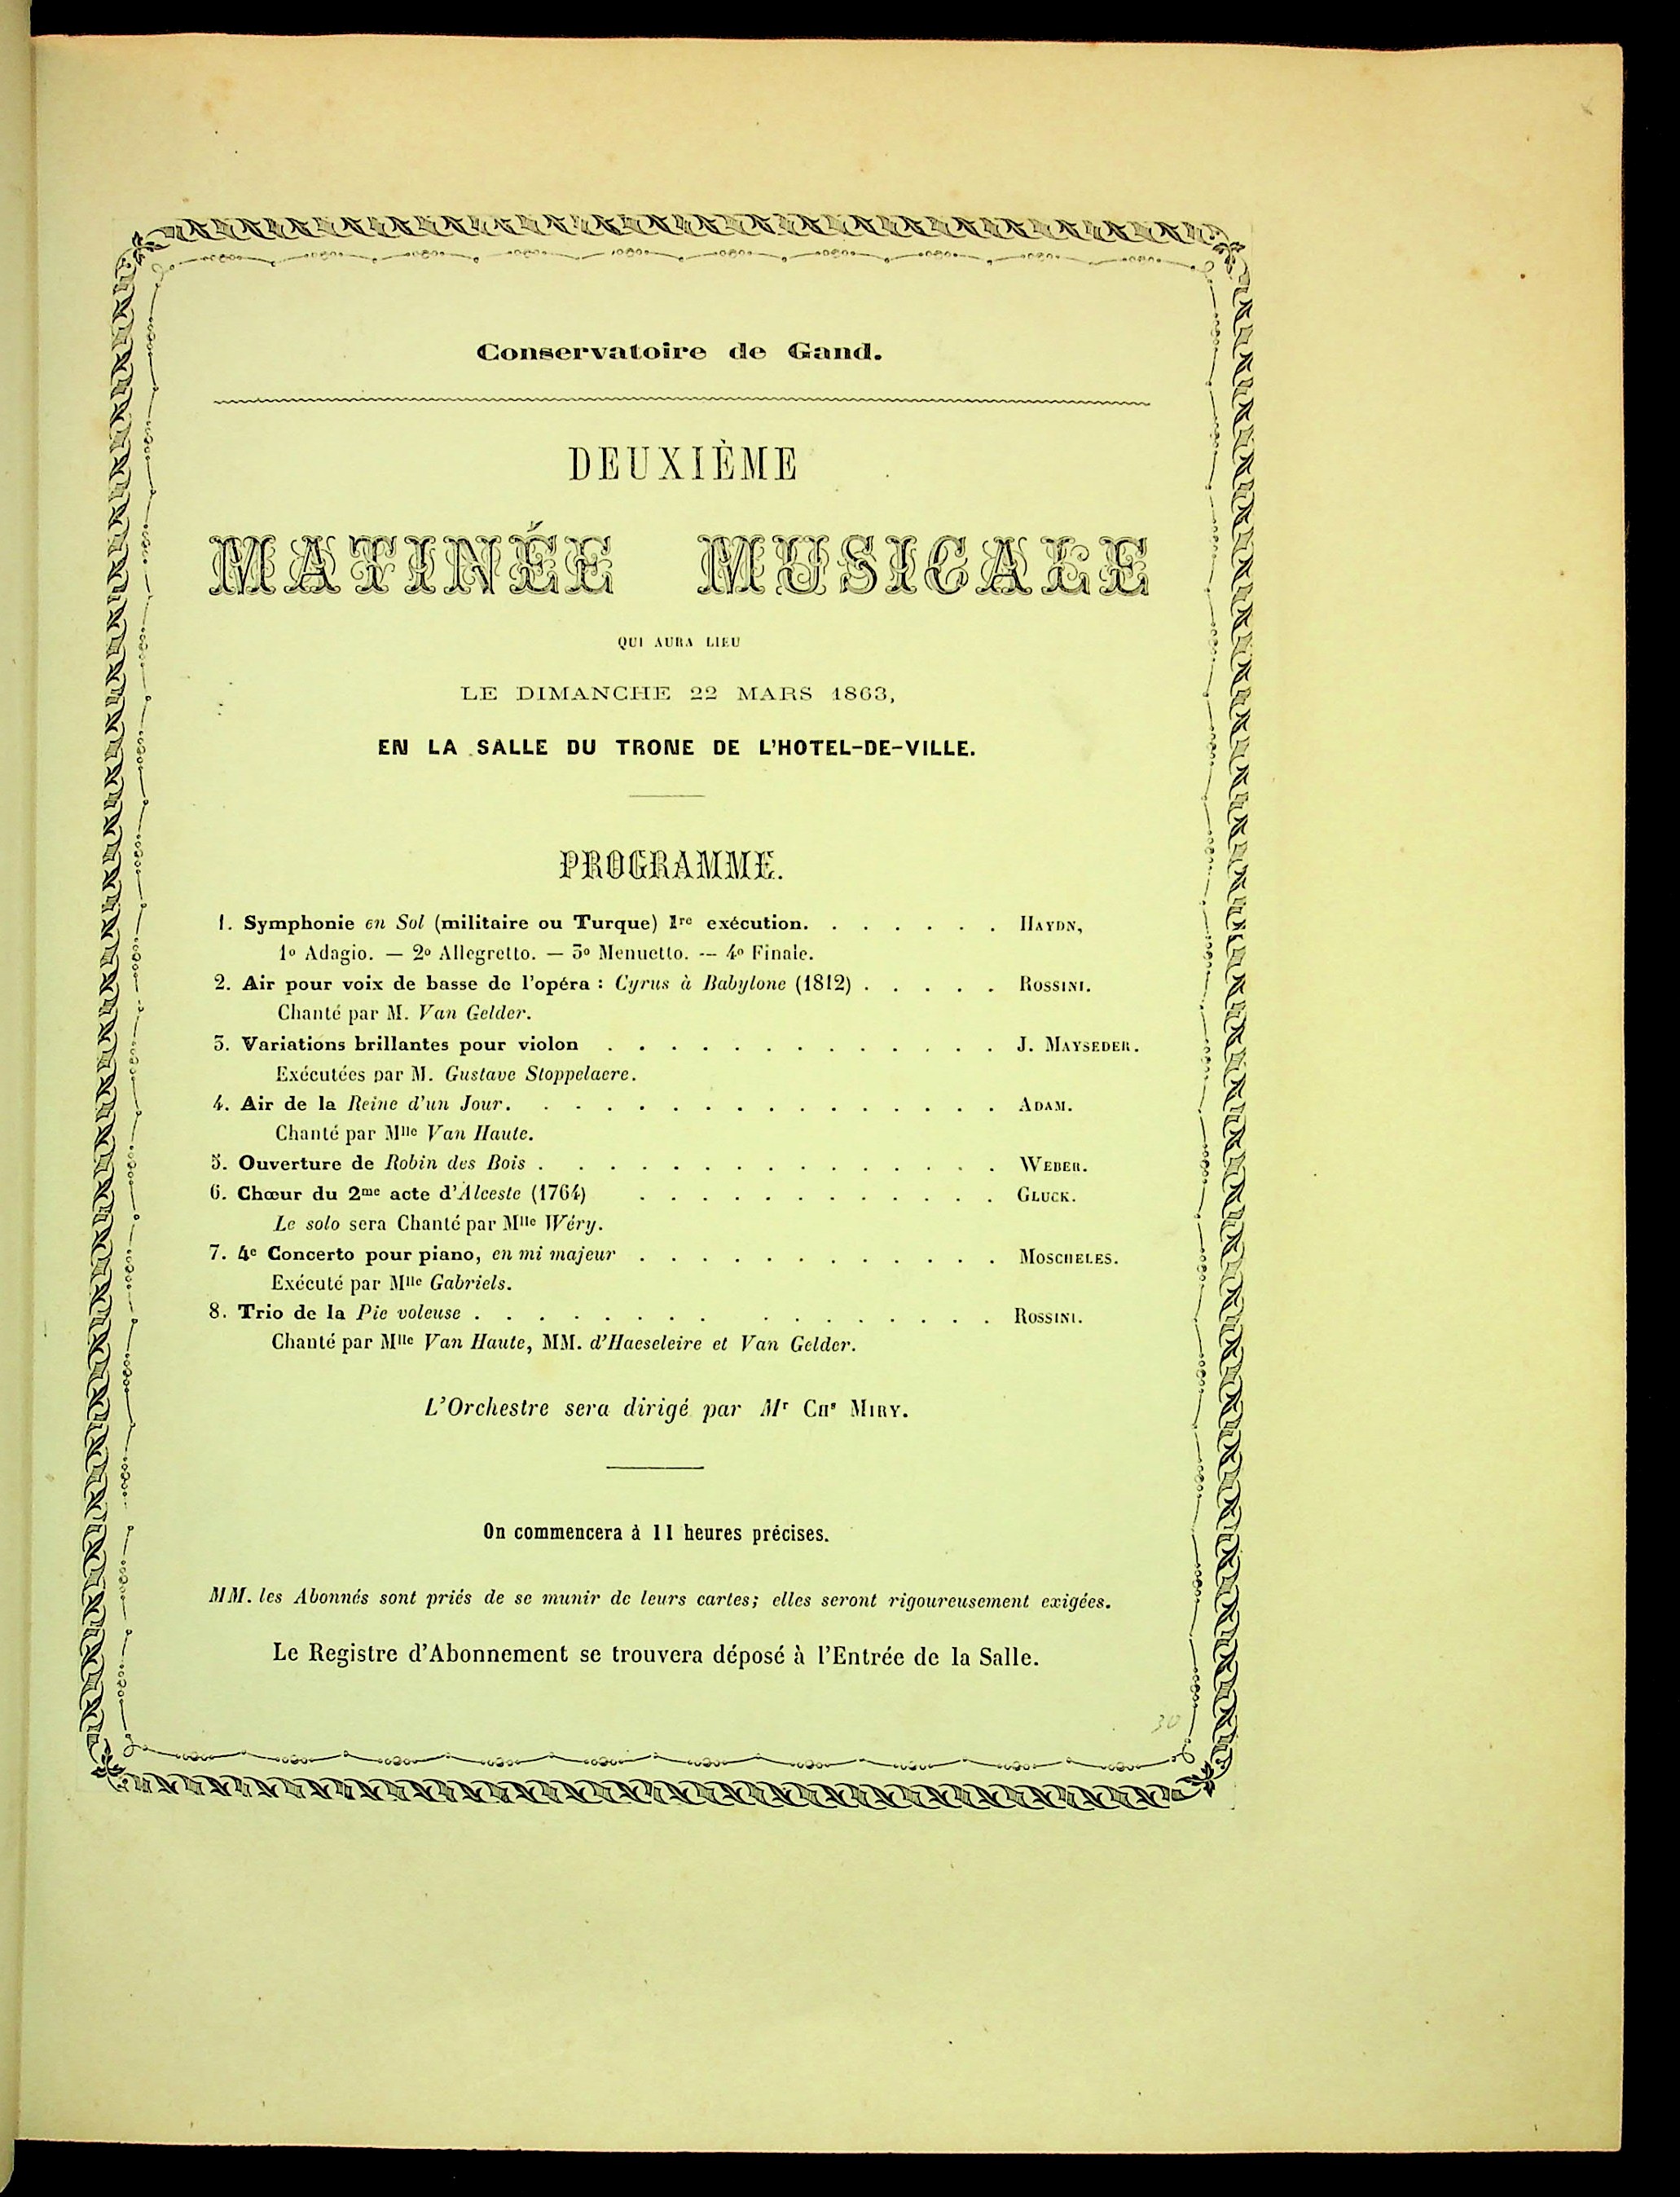 Conservatoire de Gand.
DEUXIÈME
MATINÉE MUSICALE
QUI AURA LIEU
LE DIMANCHE 22 MARS 1863,
EN LA SALLE DU TRONE DE L'HOTEL-DE-VILLE.
PROGRAMME.
1. Symphonie en Sol (militaire ou Turque) 1re exécution. . . . . . . HAYDN,
1o Adagio. — 2o Allegretto. — 3o Menuetto. -- 4o Finale.
2. Air pour voix de basse de l'opéra : Cyrus à Babylone (1812) . . . . . ROSSINI.
Chanté par M. Van Gelder.
3. Variations brillantes pour violon . . . . . . . . . . . . . J. MAYSEDER.
Exécutées par M. Gustave Stoppelaere.
4. Air de la Reine d'un Jour. . . . . . . . . . . . . . . . ADAM.
Chanté par Mlle Van Haute.
5. Ouverture de Robin des Bois . . . . . . . . . . . . . . . WEBER.
6. Chœur du 2me acte d'Alceste (1764) . . . . . . . . . . . . GLUCK.
Le solo sera Chanté par Mlle Wéry.
7. 4e Concerto pour piano, en mi majeur . . . . . . . . . . . . MOSCHELES.
Exécuté par Mlle Gabriels.
8. Trio de la Pie voleuse . . . . . . . . . . . . . . . . ROSSINI.
Chanté par Mlle Van Haute, MM. d'Haeseleire et Van Gelder.
L'Orchestre sera dirigé par Mr CHs MIRY.
On commencera à 11 heures précises.
MM. les Abonnés sont priés de se munir de leurs cartes; elles seront rigoureusement exigées.
Le Registre d'Abonnement se trouvera déposé à l'Entrée de la Salle.
30